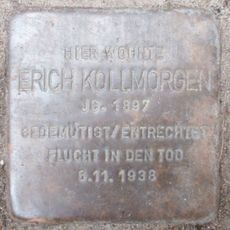 HIER WOHNTE
ERICH KOLLMORGEN
JG. 1897
GEDEMÜTIGT/ENTRECHTET
FLUCHT IN DEN TOD
6.11. 1938